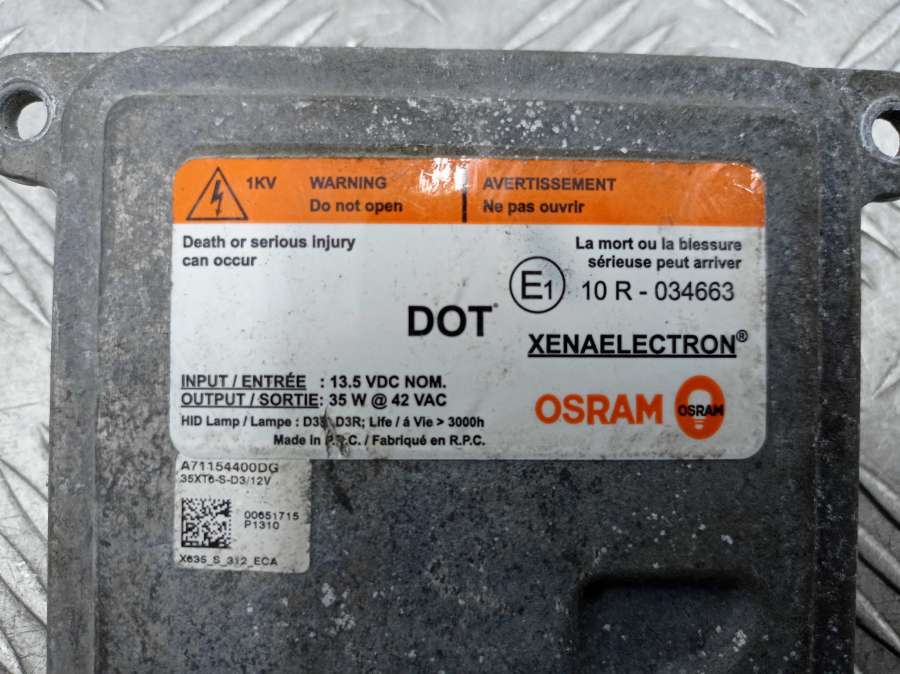 1KV WARNING AVERTISSEMENT
Do not open Ne pas ouvrir
Death or serious injury
can occur
La mort ou la blessure
sérieuse peut arriver
E1 10 R - 034663
DOT
XENAELECTRON®
INPUT / ENTRÉE : 13.5 VDC NOM.
OUTPUT / SORTIE: 35 W @ 42 VAC
HID Lamp / Lampe : D3S, D3R; Life / á Vie > 3000h
Made in P.R.C. / Fabriqué en R.P.C.
OSRAM OSRAM
A71154400DG
35XT6-S-D3/12V
00651715
P1310
X635_S_312_ECA